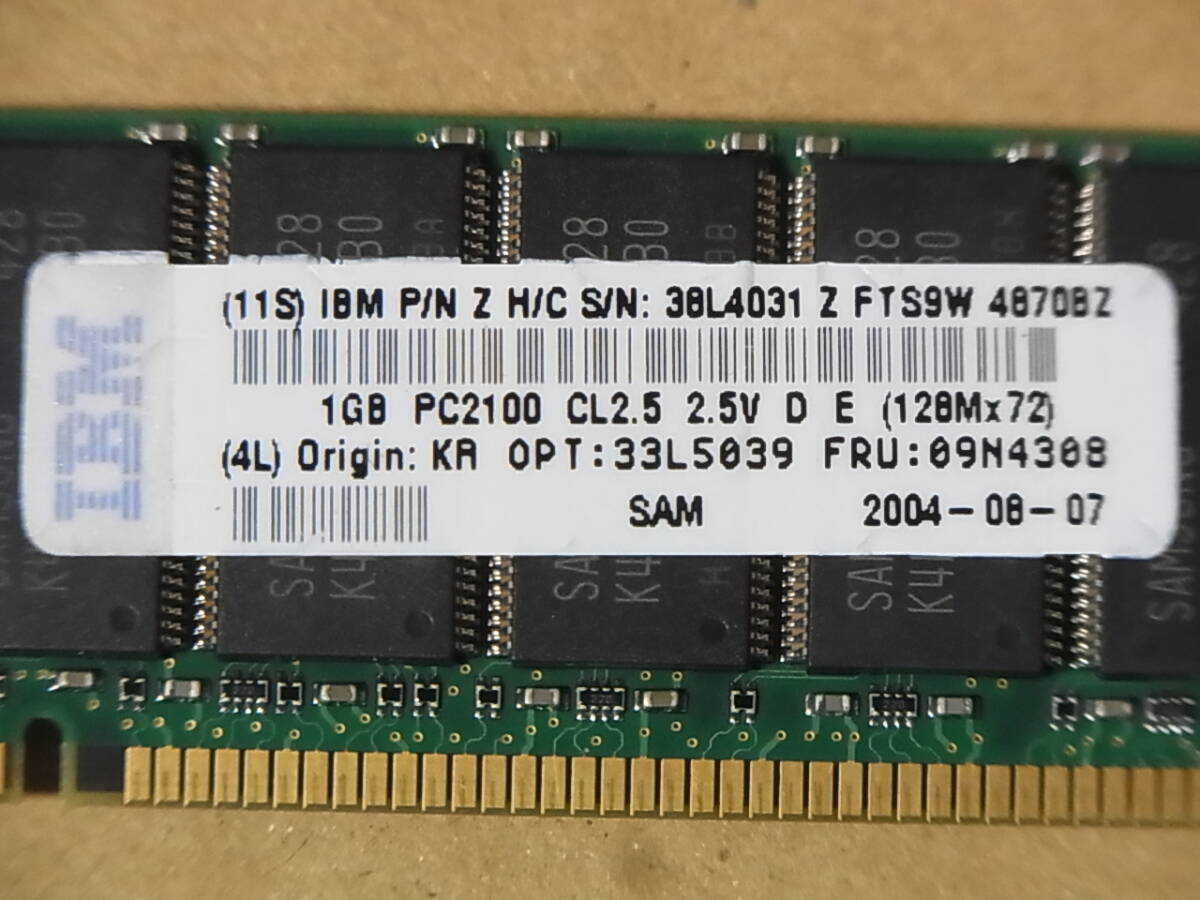 IBM
(11S) IBM P/N Z H/C S/N: 38L4031 Z FTS9W 4870BZ
1GB PC2100 CL2.5 2.5V D E (128Mx72)
(4L) Origin: KR OPT:33L5039 FRU:09N4308
SAM 2004-08-07